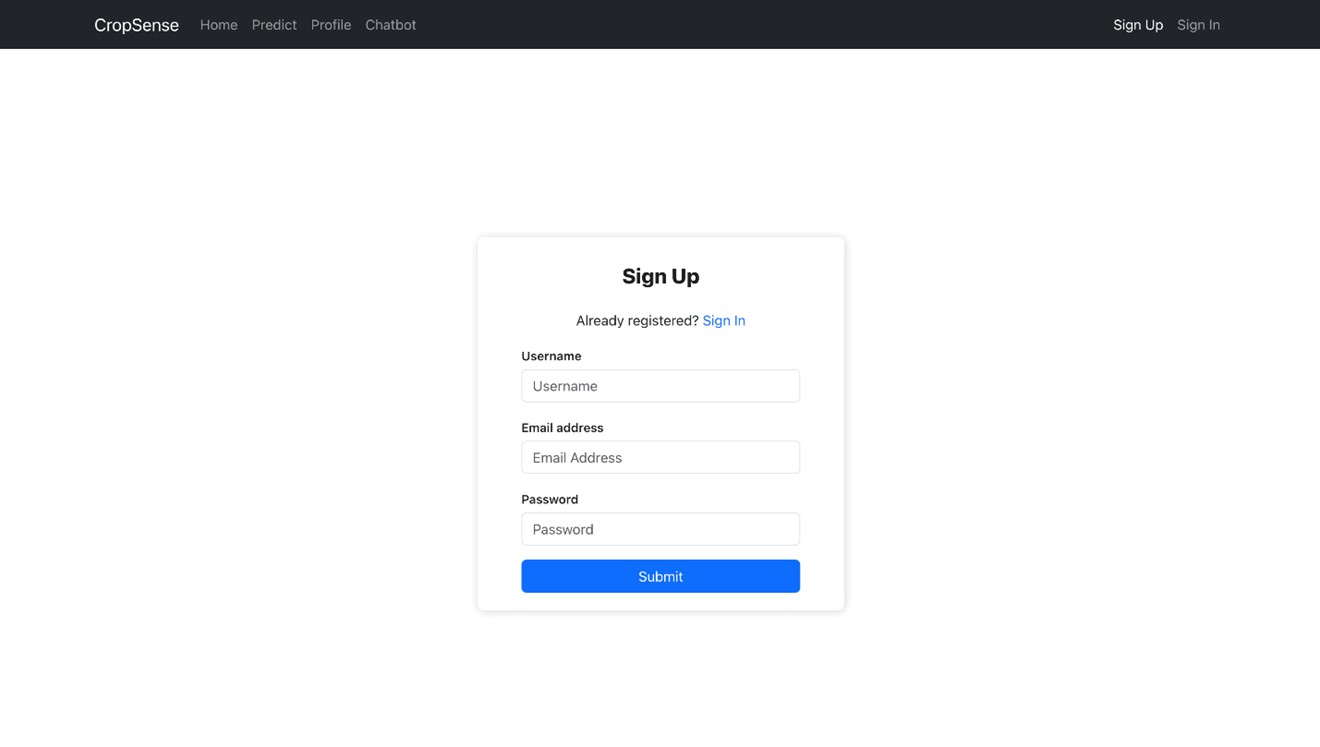 CropSense Home Predict Profile Chatbot Sign Up Sign In
Sign Up
Already registered? Sign In
Username
Username
Email address
Email Address
Password
Password
Submit